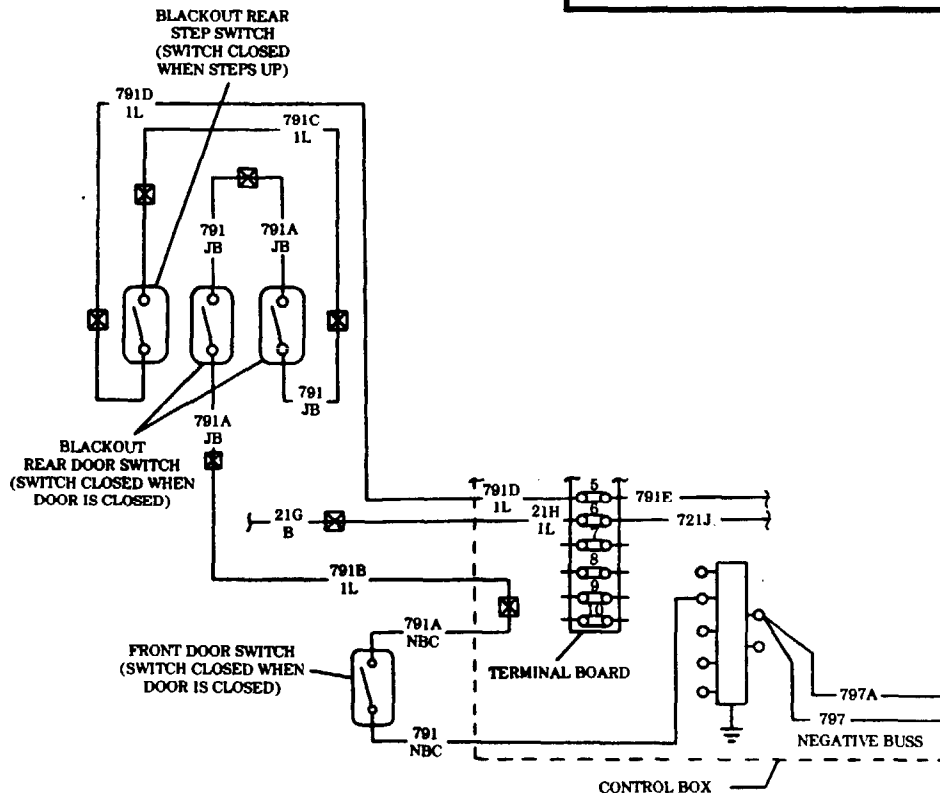 BLACKOUT REAR
STEP SWITCH
(SWITCH CLOSED
WHEN STEPS UP)
791D
1L
791C
1L
791
JB
791A
JB
791A
JB
791
JB
BLACKOUT
REAR DOOR SWITCH
(SWITCH CLOSED WHEN
DOOR IS CLOSED)
791D
1L
5
791E
21G
B
21H
1L
6
721J
7
8
9
10
791B
1L
791A
NBC
FRONT DOOR SWITCH
(SWITCH CLOSED WHEN
DOOR IS CLOSED)
TERMINAL BOARD
791
NBC
797A
797
NEGATIVE BUSS
CONTROL BOX